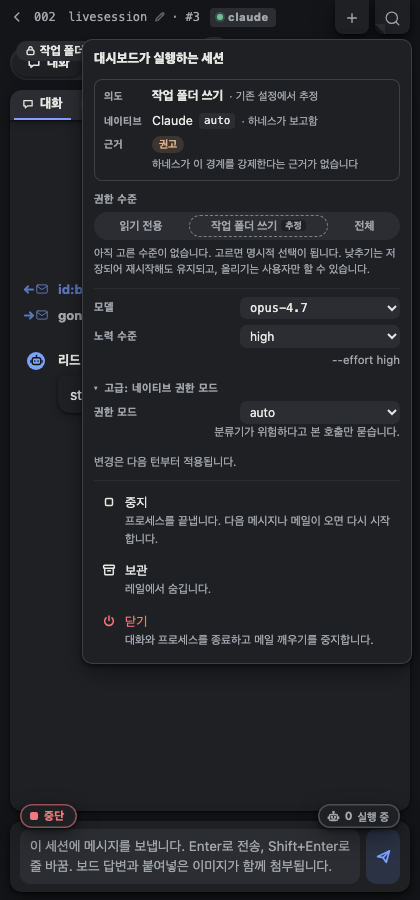 002 livesession · #3 claude
작업 폴더
대화
대화
대시보드가 실행하는 세션
의도 작업 폴더 쓰기 · 기존 설정에서 추정
네이티브 Claude auto · 하네스가 보고함
근거 권고
하네스가 이 경계를 강제한다는 근거가 없습니다
권한 수준
읽기 전용 작업 폴더 쓰기 추정 전체
아직 고른 수준이 없습니다. 고르면 명시적 선택이 됩니다. 낮추기는 저
장되어 재시작해도 유지되고, 올리기는 사용자만 할 수 있습니다.
id:b
gon
리드
st
모델 opus-4.7
노력 수준 high
--effort high
고급: 네이티브 권한 모드
권한 모드 auto
분류기가 위험하다고 본 호출만 묻습니다.
변경은 다음 턴부터 적용됩니다.
중지
프로세스를 끝냅니다. 다음 메시지나 메일이 오면 다시 시작
합니다.
보관
레일에서 숨깁니다.
닫기
대화와 프로세스를 종료하고 메일 깨우기를 중지합니다.
중단
0 실행 중
이 세션에 메시지를 보냅니다. Enter로 전송, Shift+Enter로
줄 바꿈. 보드 답변과 붙여넣은 이미지가 함께 첨부됩니다.